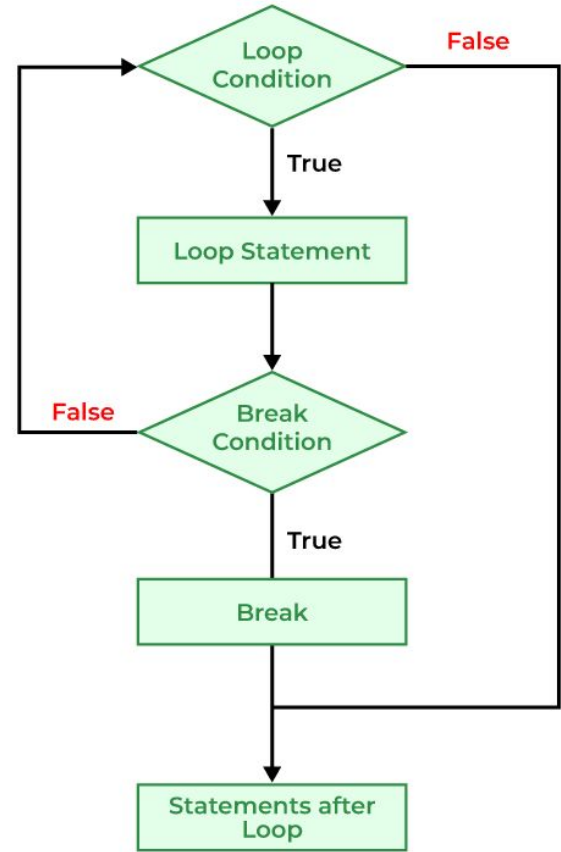 Loop
Condition
False
True
Loop Statement
False
Break
Condition
True
Break
Statements after
Loop